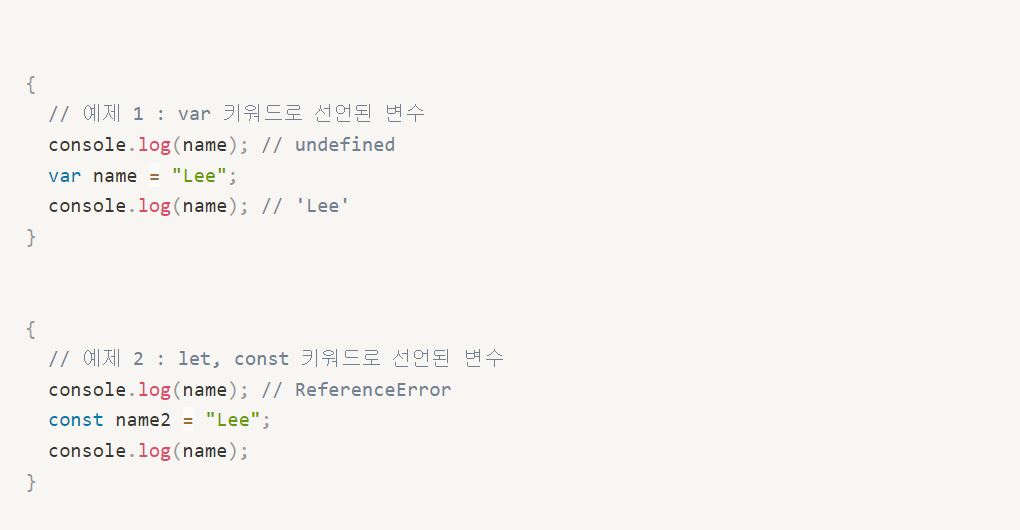 {
  // 예제 1 : var 키워드로 선언된 변수
  console.log(name); // undefined
  var name = "Lee";
  console.log(name); // 'Lee'
}
{
  // 예제 2 : let, const 키워드로 선언된 변수
  console.log(name); // ReferenceError
  const name2 = "Lee";
  console.log(name);
}